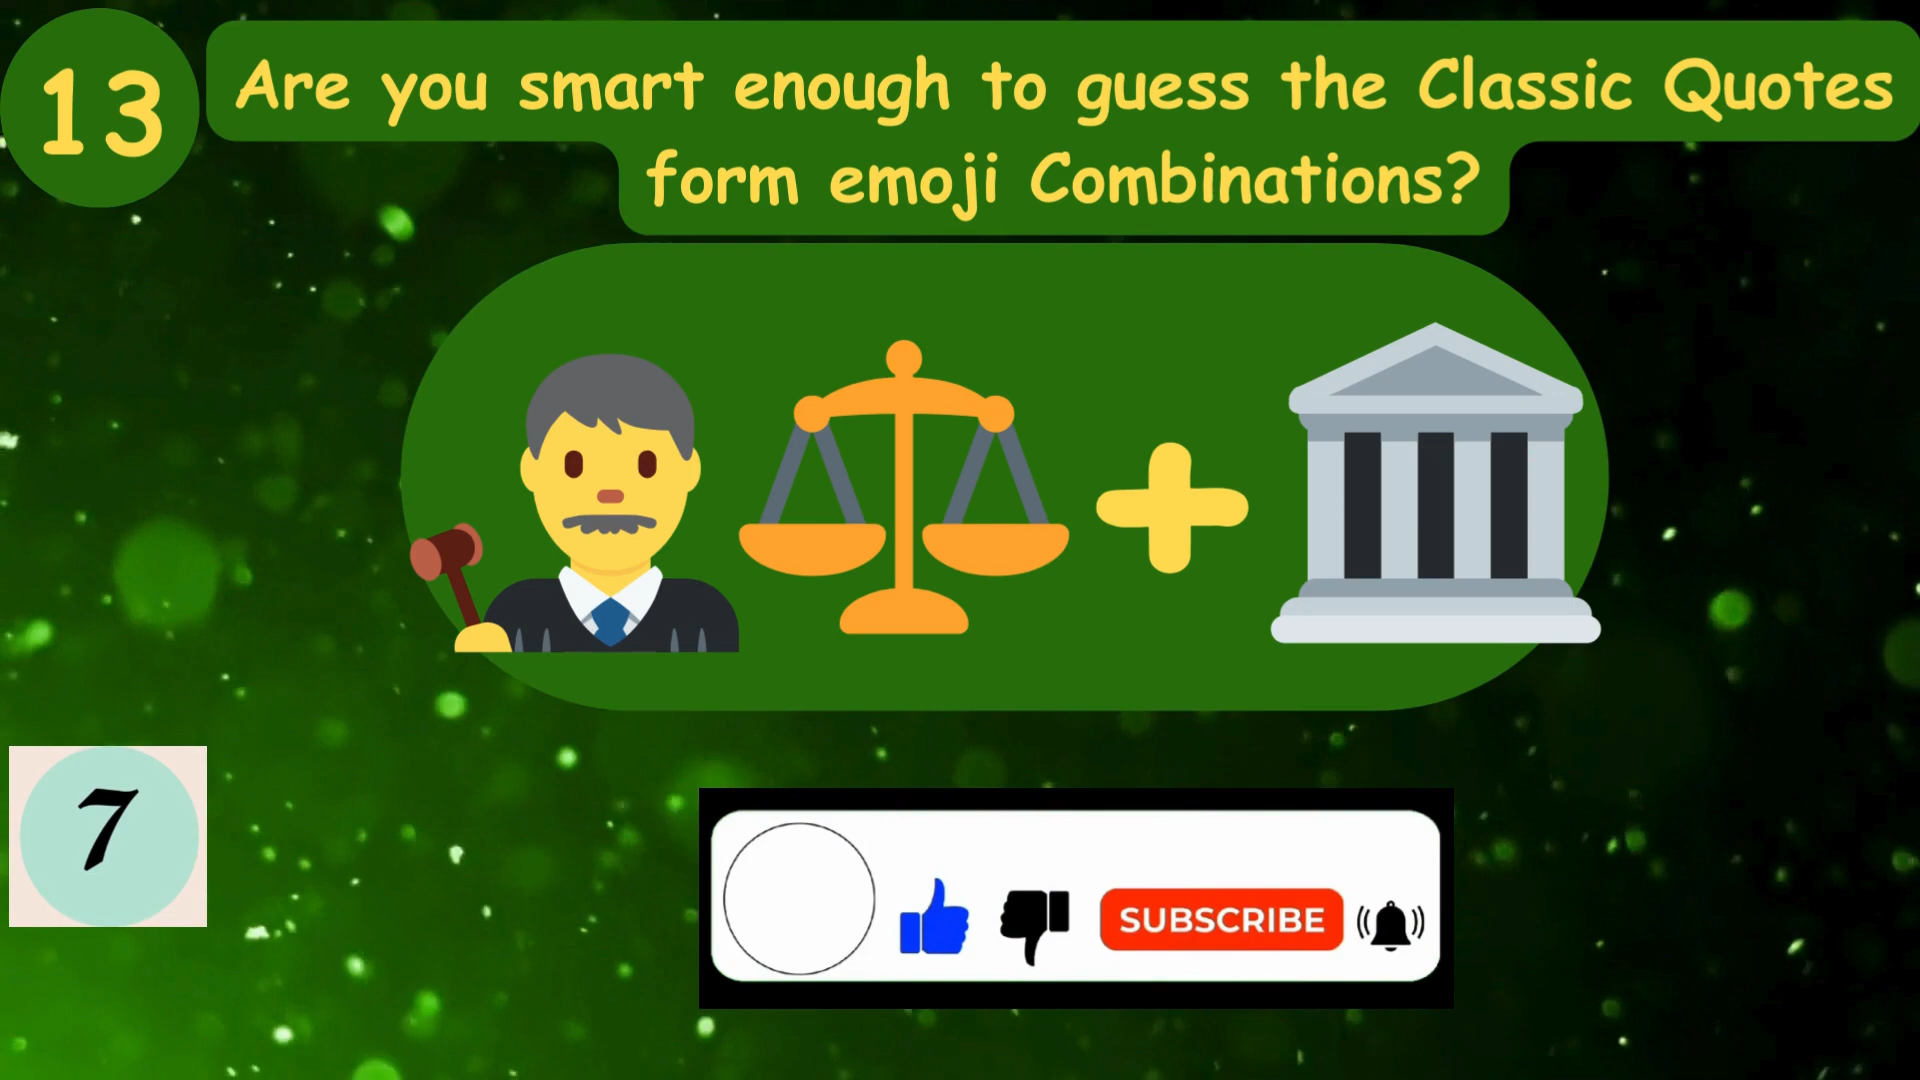 13
Are you smart enough to guess the Classic Quotes
form emoji Combinations?
7
SUBSCRIBE